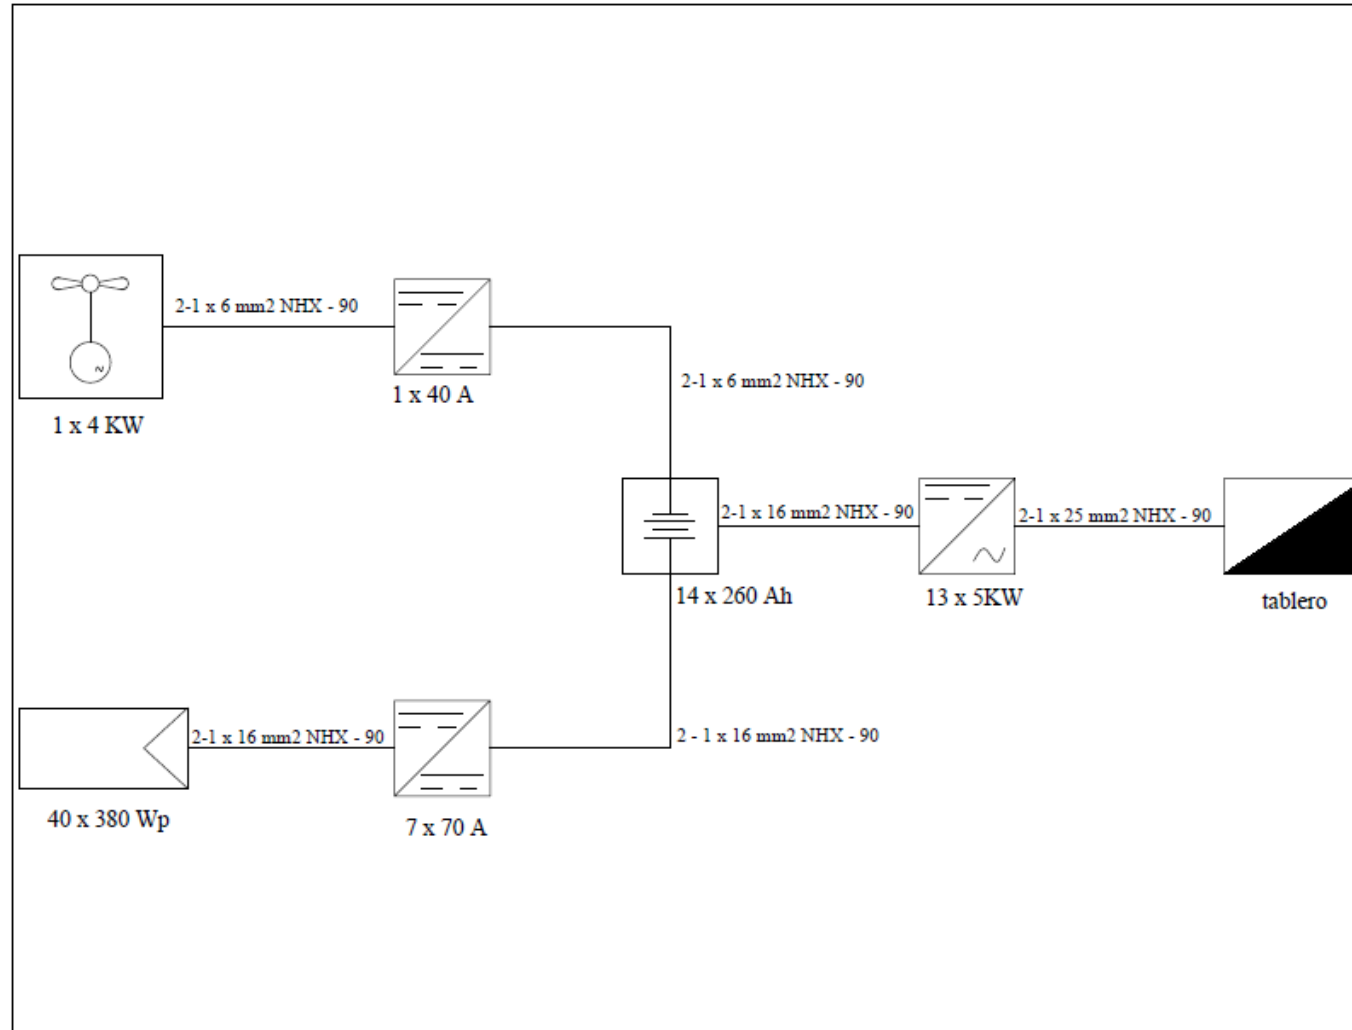 2-1 x 6 mm2 NHX - 90
1 x 4 KW
1 x 40 A
2-1 x 6 mm2 NHX - 90
2-1 x 16 mm2 NHX - 90
2-1 x 25 mm2 NHX - 90
14 x 260 Ah
13 x 5KW
tablero
2-1 x 16 mm2 NHX - 90
2 - 1 x 16 mm2 NHX - 90
40 x 380 Wp
7 x 70 A